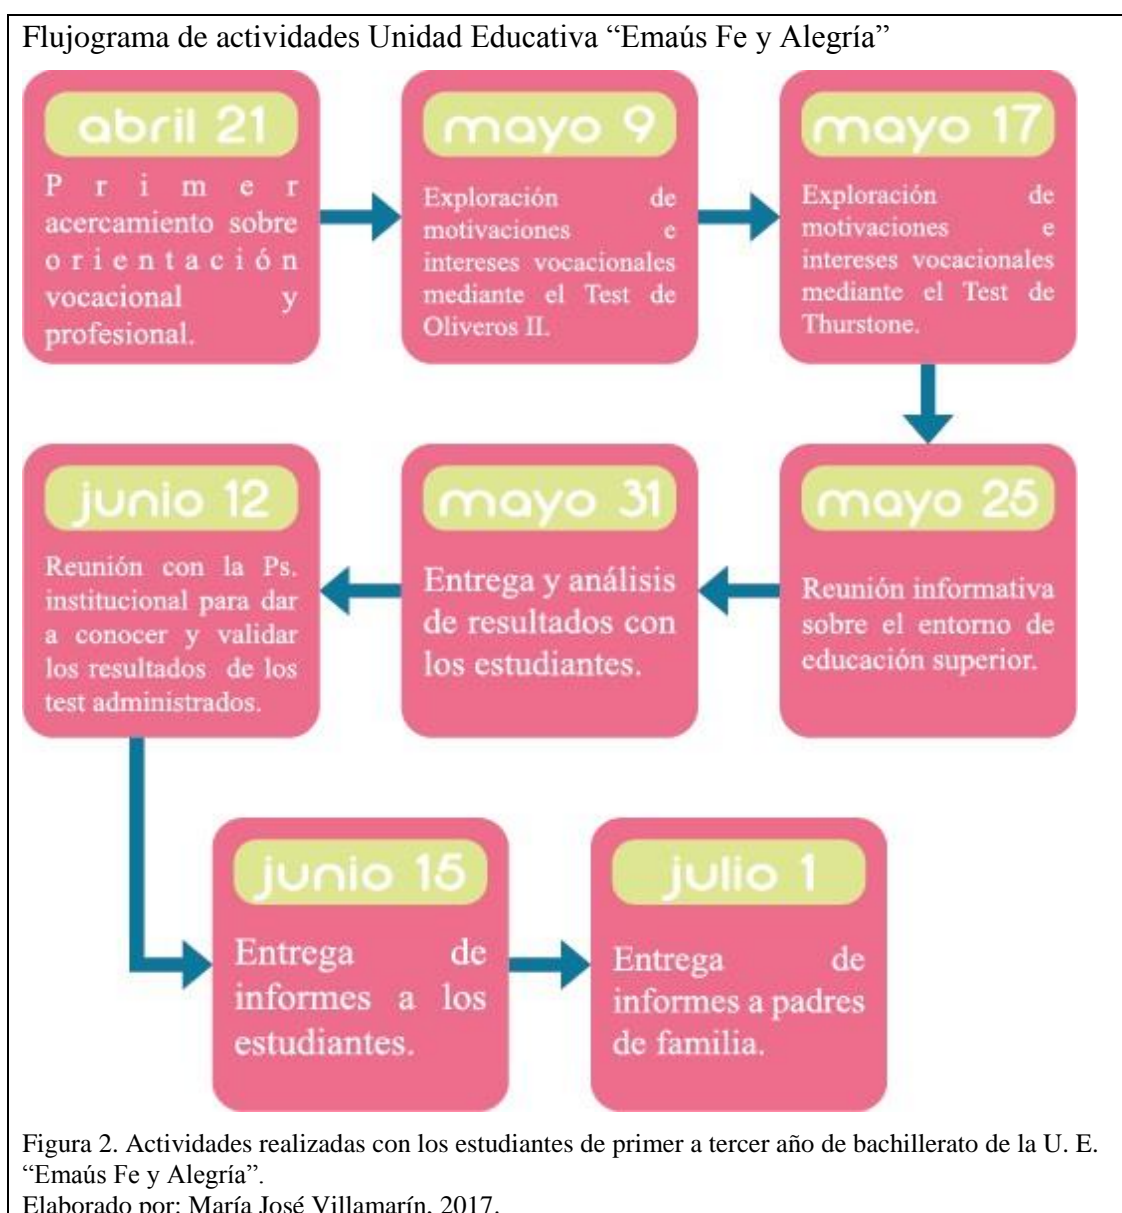 Flujograma de actividades Unidad Educativa “Emaús Fe y Alegría”
abril 21
Primer
acercamiento sobre
orientación
vocacional y
profesional.
mayo 9
Exploración de
motivaciones e
intereses vocacionales
mediante el Test de
Oliveros II.
mayo 17
Exploración de
motivaciones e
intereses vocacionales
mediante el Test de
Thurstone.
mayo 25
Reunión informativa
sobre el entorno de
educación superior.
mayo 31
Entrega y análisis
de resultados con
los estudiantes.
junio 12
Reunión con la Ps.
institucional para dar
a conocer y validar
los resultados de los
test administrados.
junio 15
Entrega de
informes a los
estudiantes.
julio 1
Entrega de
informes a padres
de familia.
Figura 2. Actividades realizadas con los estudiantes de primer a tercer año de bachillerato de la U. E.
“Emaús Fe y Alegría”.
Elaborado por: María José Villamarín, 2017.